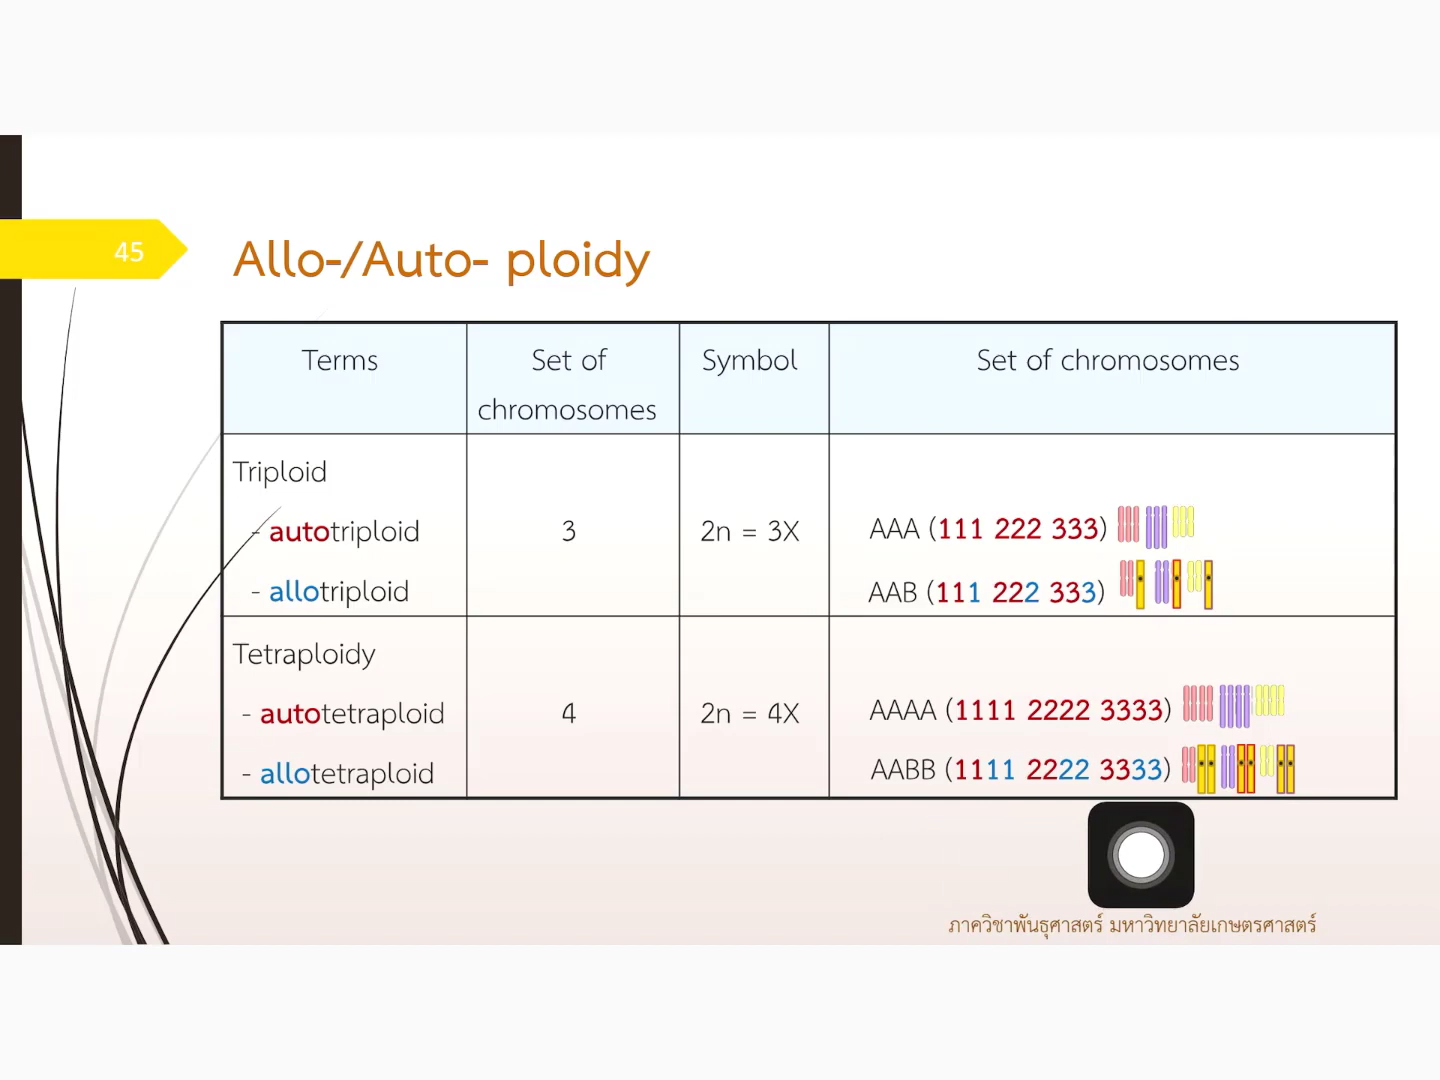 45
Allo-/Auto- ploidy
Terms
Set of
chromosomes
Symbol
Set of chromosomes
Triploid
- autotriploid
3
2n = 3X
AAA (111 222 333)
- allotriploid
AAB (111 222 333)
Tetraploidy
- autotetraploid
4
2n = 4X
AAAA (1111 2222 3333)
- allotetraploid
AABB (1111 2222 3333)
ภาควิชาพันธุศาสตร์ มหาวิทยาลัยเกษตรศาสตร์